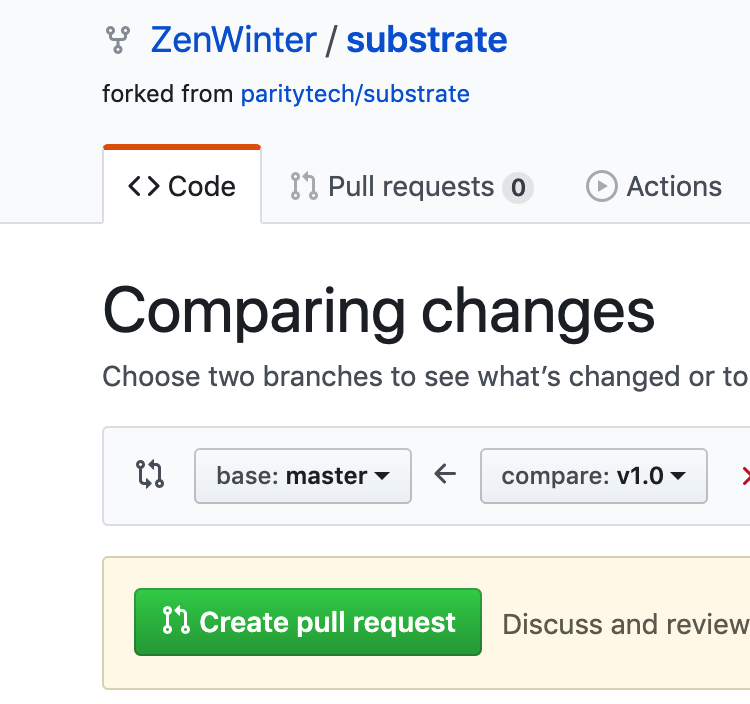 ZenWinter / substrate
forked from paritytech/substrate
Code Pull requests 0 Actions
Comparing changes
Choose two branches to see what’s changed or to
base: master compare: v1.0
Create pull request Discuss and review